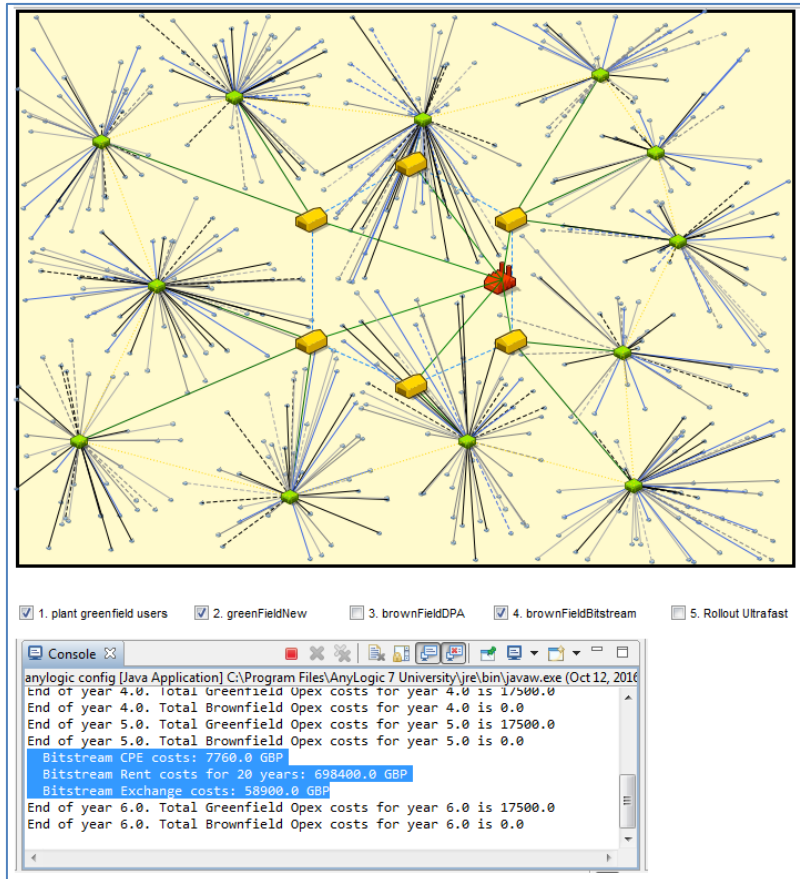 1. plant greenfield users 2. greenFieldNew 3. brownFieldDPA 4. brownFieldBitstream 5. Rollout Ultrafast
Console
anylogic config [Java Application] C:\Program Files\AnyLogic 7 University\jre\bin\javaw.exe (Oct 12, 2016
End of year 4.0. Total Greenfield Opex costs for year 4.0 is 17500.0
End of year 4.0. Total Brownfield Opex costs for year 4.0 is 0.0
End of year 5.0. Total Greenfield Opex costs for year 5.0 is 17500.0
End of year 5.0. Total Brownfield Opex costs for year 5.0 is 0.0
Bitstream CPE costs: 7760.0 GBP
Bitstream Rent costs for 20 years: 698400.0 GBP
Bitstream Exchange costs: 58900.0 GBP
End of year 6.0. Total Greenfield Opex costs for year 6.0 is 17500.0
End of year 6.0. Total Brownfield Opex costs for year 6.0 is 0.0